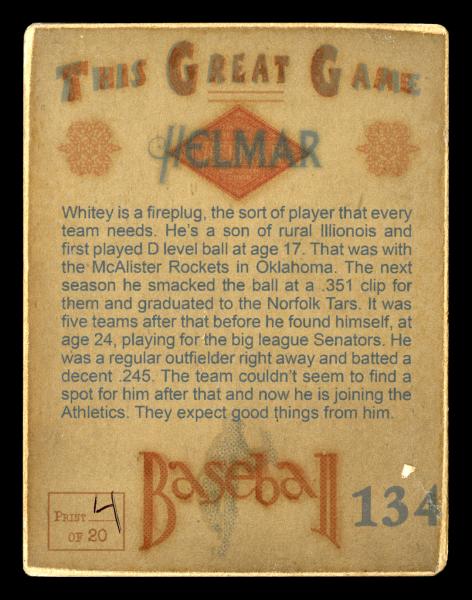 THIS GREAT GAME
HELMAR
Whitey is a fireplug, the sort of player that every
team needs. He's a son of rural Illionois and
first played D level ball at age 17. That was with
the McAlister Rockets in Oklahoma. The next
season he smacked the ball at a .351 clip for
them and graduated to the Norfolk Tars. It was
five teams after that before he found himself, at
age 24, playing for the big league Senators. He
was a regular outfielder right away and batted a
decent .245. The team couldn't seem to find a
spot for him after that and now he is joining the
Athletics. They expect good things from him.
Baseball
134
PRINT 4
OF 20